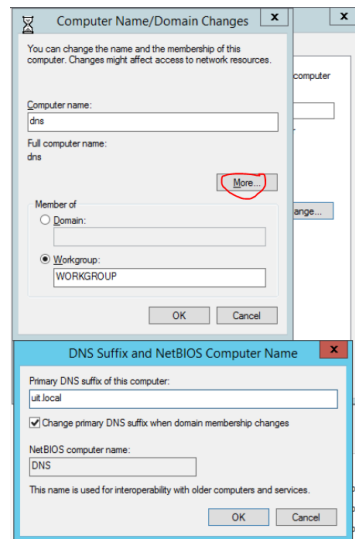 Computer Name/Domain Changes
x
x
You can change the name and the membership of this
computer. Changes might affect access to network resources.
computer
Computer name:
dns
Full computer name:
dns
More...
Member of
ange...
Domain:
Workgroup:
WORKGROUP
OK
Cancel
DNS Suffix and NetBIOS Computer Name
x
Primary DNS suffix of this computer:
uit.local
Change primary DNS suffix when domain membership changes
NetBIOS computer name:
DNS
This name is used for interoperability with older computers and services.
OK
Cancel